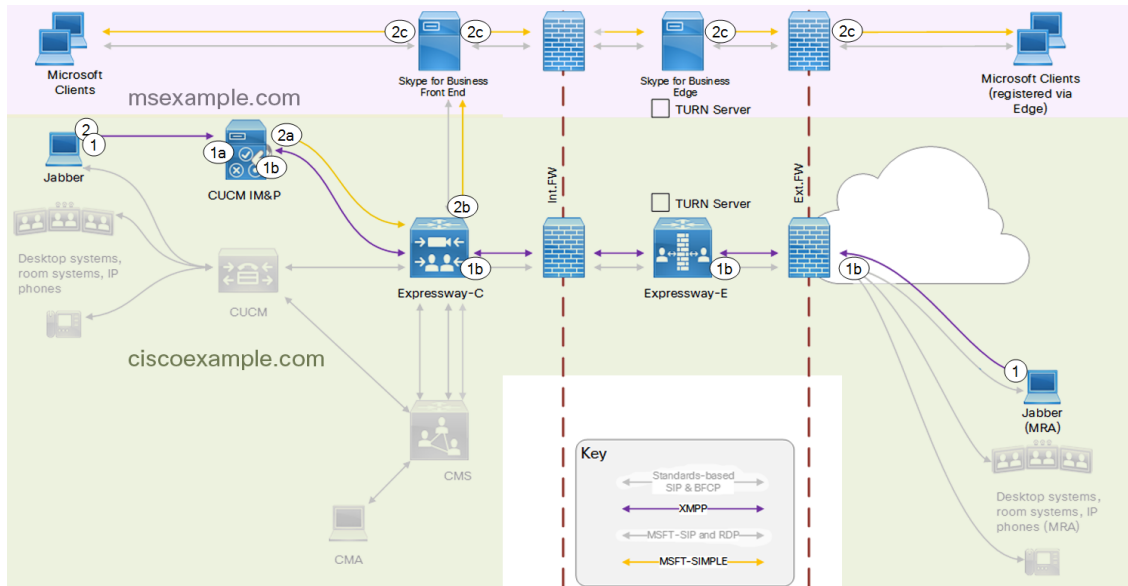 2c
2c
2c
2c
Microsoft
Clients
Skype for Business
Front End
Skype for Business
Edge
Microsoft Clients
(registered via
Edge)
msexample.com
TURN Server
2
1
2a
1a
1b
Jabber
CUCM IM&P
Int.FW
Ext.FW
2b
TURN Server
Desktop systems,
room systems, IP
phones
1b
1b
1b
Expressway-C
Expressway-E
CUCM
ciscoexample.com
1
Jabber
(MRA)
CMS
Key
Standards-based
SIP & BFCP
XMPP
MSFT-SIP and RDP
MSFT-SIMPLE
Desktop systems,
room systems, IP
phones (MRA)
CMA